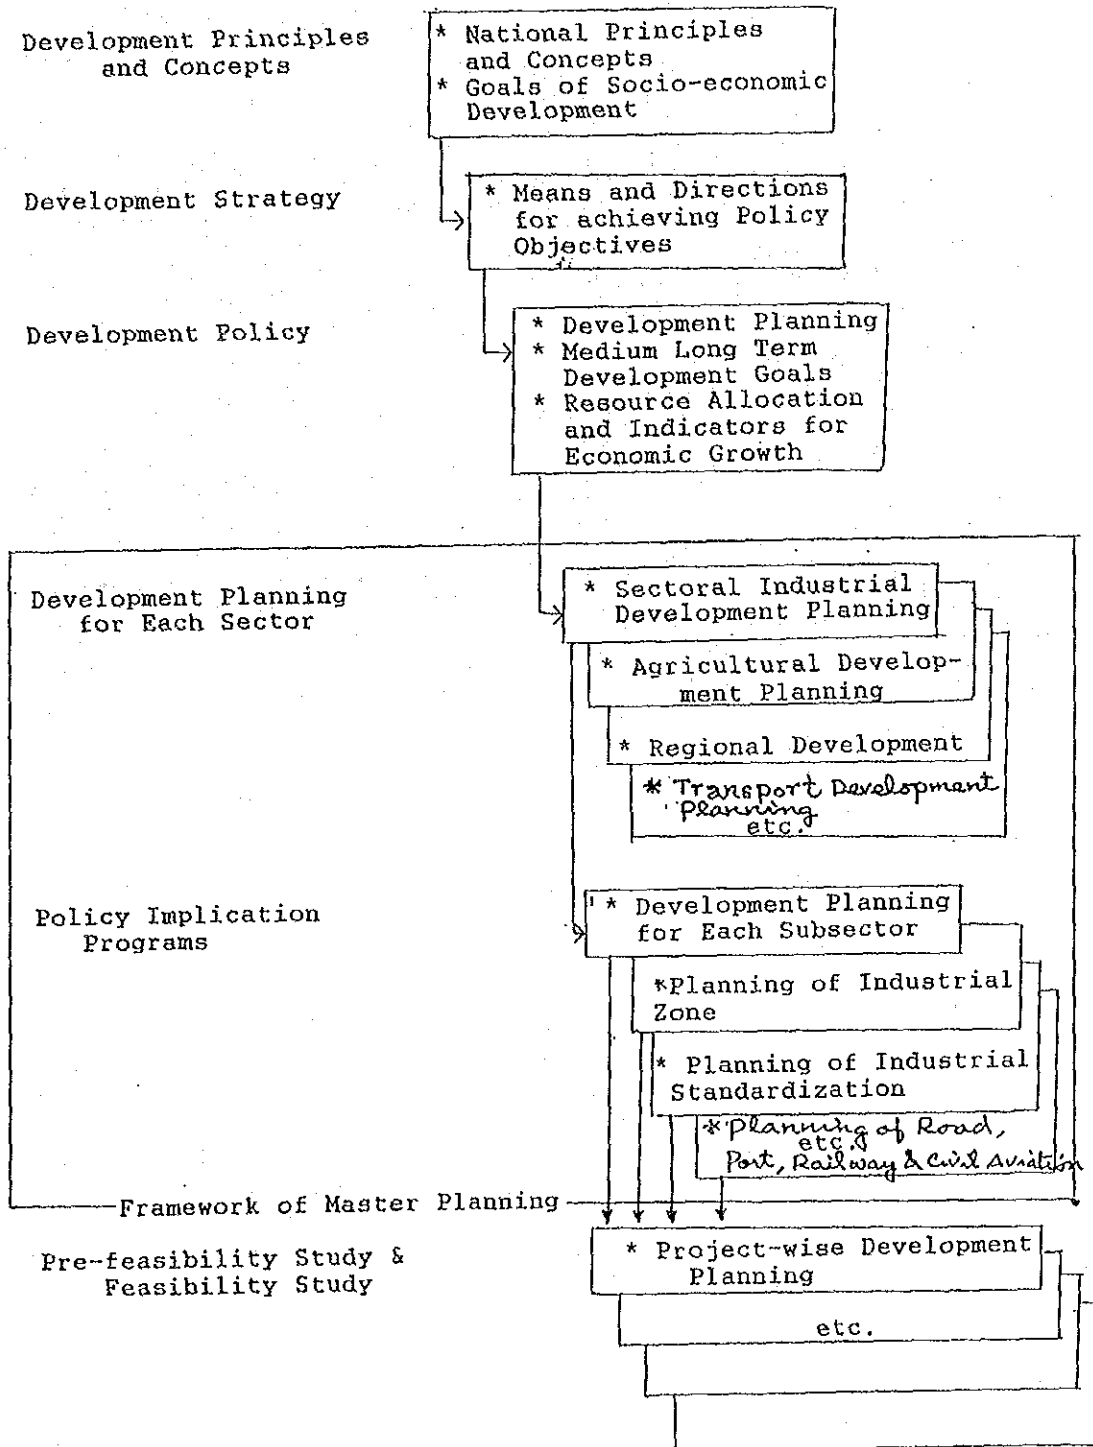 Development Principles
and Concepts
* National Principles
and Concepts
* Goals of Socio-economic
Development
Development Strategy
* Means and Directions
for achieving Policy
Objectives
Development Policy
* Development Planning
* Medium Long Term
Development Goals
* Resource Allocation
and Indicators for
Economic Growth
Development Planning
for Each Sector
* Sectoral Industrial
Development Planning
* Agricultural Develop-
ment Planning
* Regional Development
* Transport Development
Planning
etc.
Policy Implication
Programs
* Development Planning
for Each Subsector
*Planning of Industrial
Zone
* Planning of Industrial
Standardization
* Planning of Road,
etc.
Port, Railway & Civil Aviation
Framework of Master Planning
Pre-feasibility Study &
Feasibility Study
* Project-wise Development
Planning
etc.